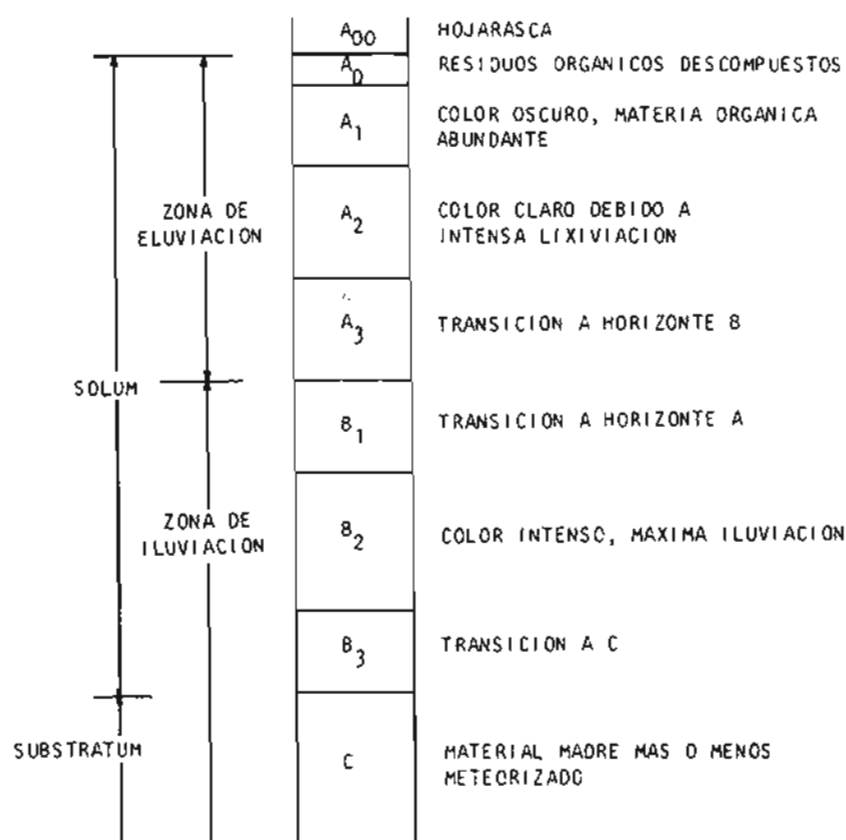 A00 HOJARASCA
A0 RESIDUOS ORGANICOS DESCOMPUESTOS
A1 COLOR OSCURO, MATERIA ORGANICA
ABUNDANTE
ZONA DE
ELUVIACION
A2 COLOR CLARO DEBIDO A
INTENSA LIXIVIACION
A3 TRANSICION A HORIZONTE B
SOLUM
B1 TRANSICION A HORIZONTE A
ZONA DE
ILUVIACION
B2 COLOR INTENSO, MAXIMA ILUVIACION
B3 TRANSICION A C
SUBSTRATUM
C MATERIAL MADRE MAS O MENOS
METEORIZADO